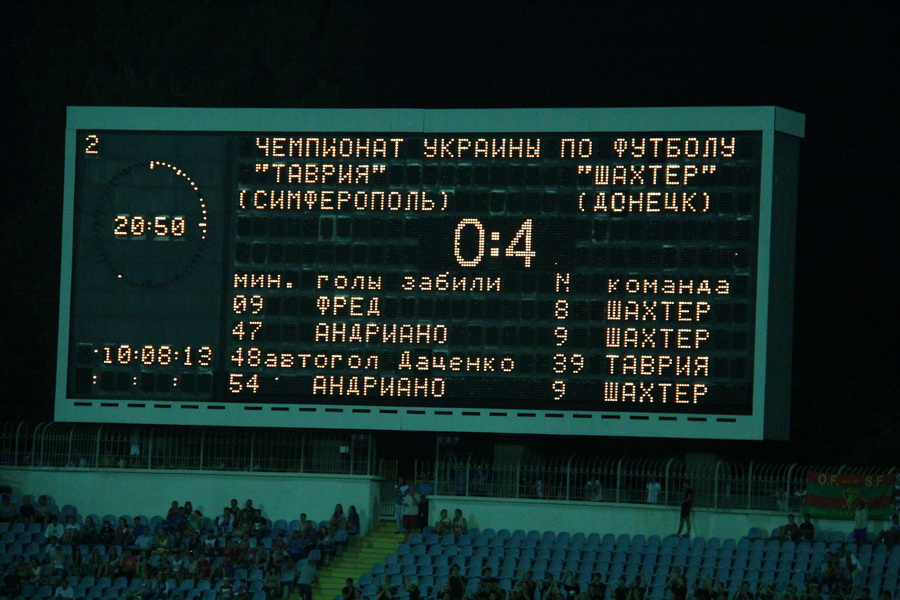 2
ЧЕМПИОНАТ УКРАИНЫ ПО ФУТБОЛУ
"ТАВРИЯ" "ШАХТЕР"
(СИМФЕРОПОЛЬ) (ДОНЕЦК)
20:50
0:4
мин. голы забили N команда
09 ФРЕД 8 ШАХТЕР
47 АНДРИАНО 9 ШАХТЕР
10:08:13
48автогол Даценко 39 ТАВРИЯ
54 АНДРИАНО 9 ШАХТЕР
O.F. S.F